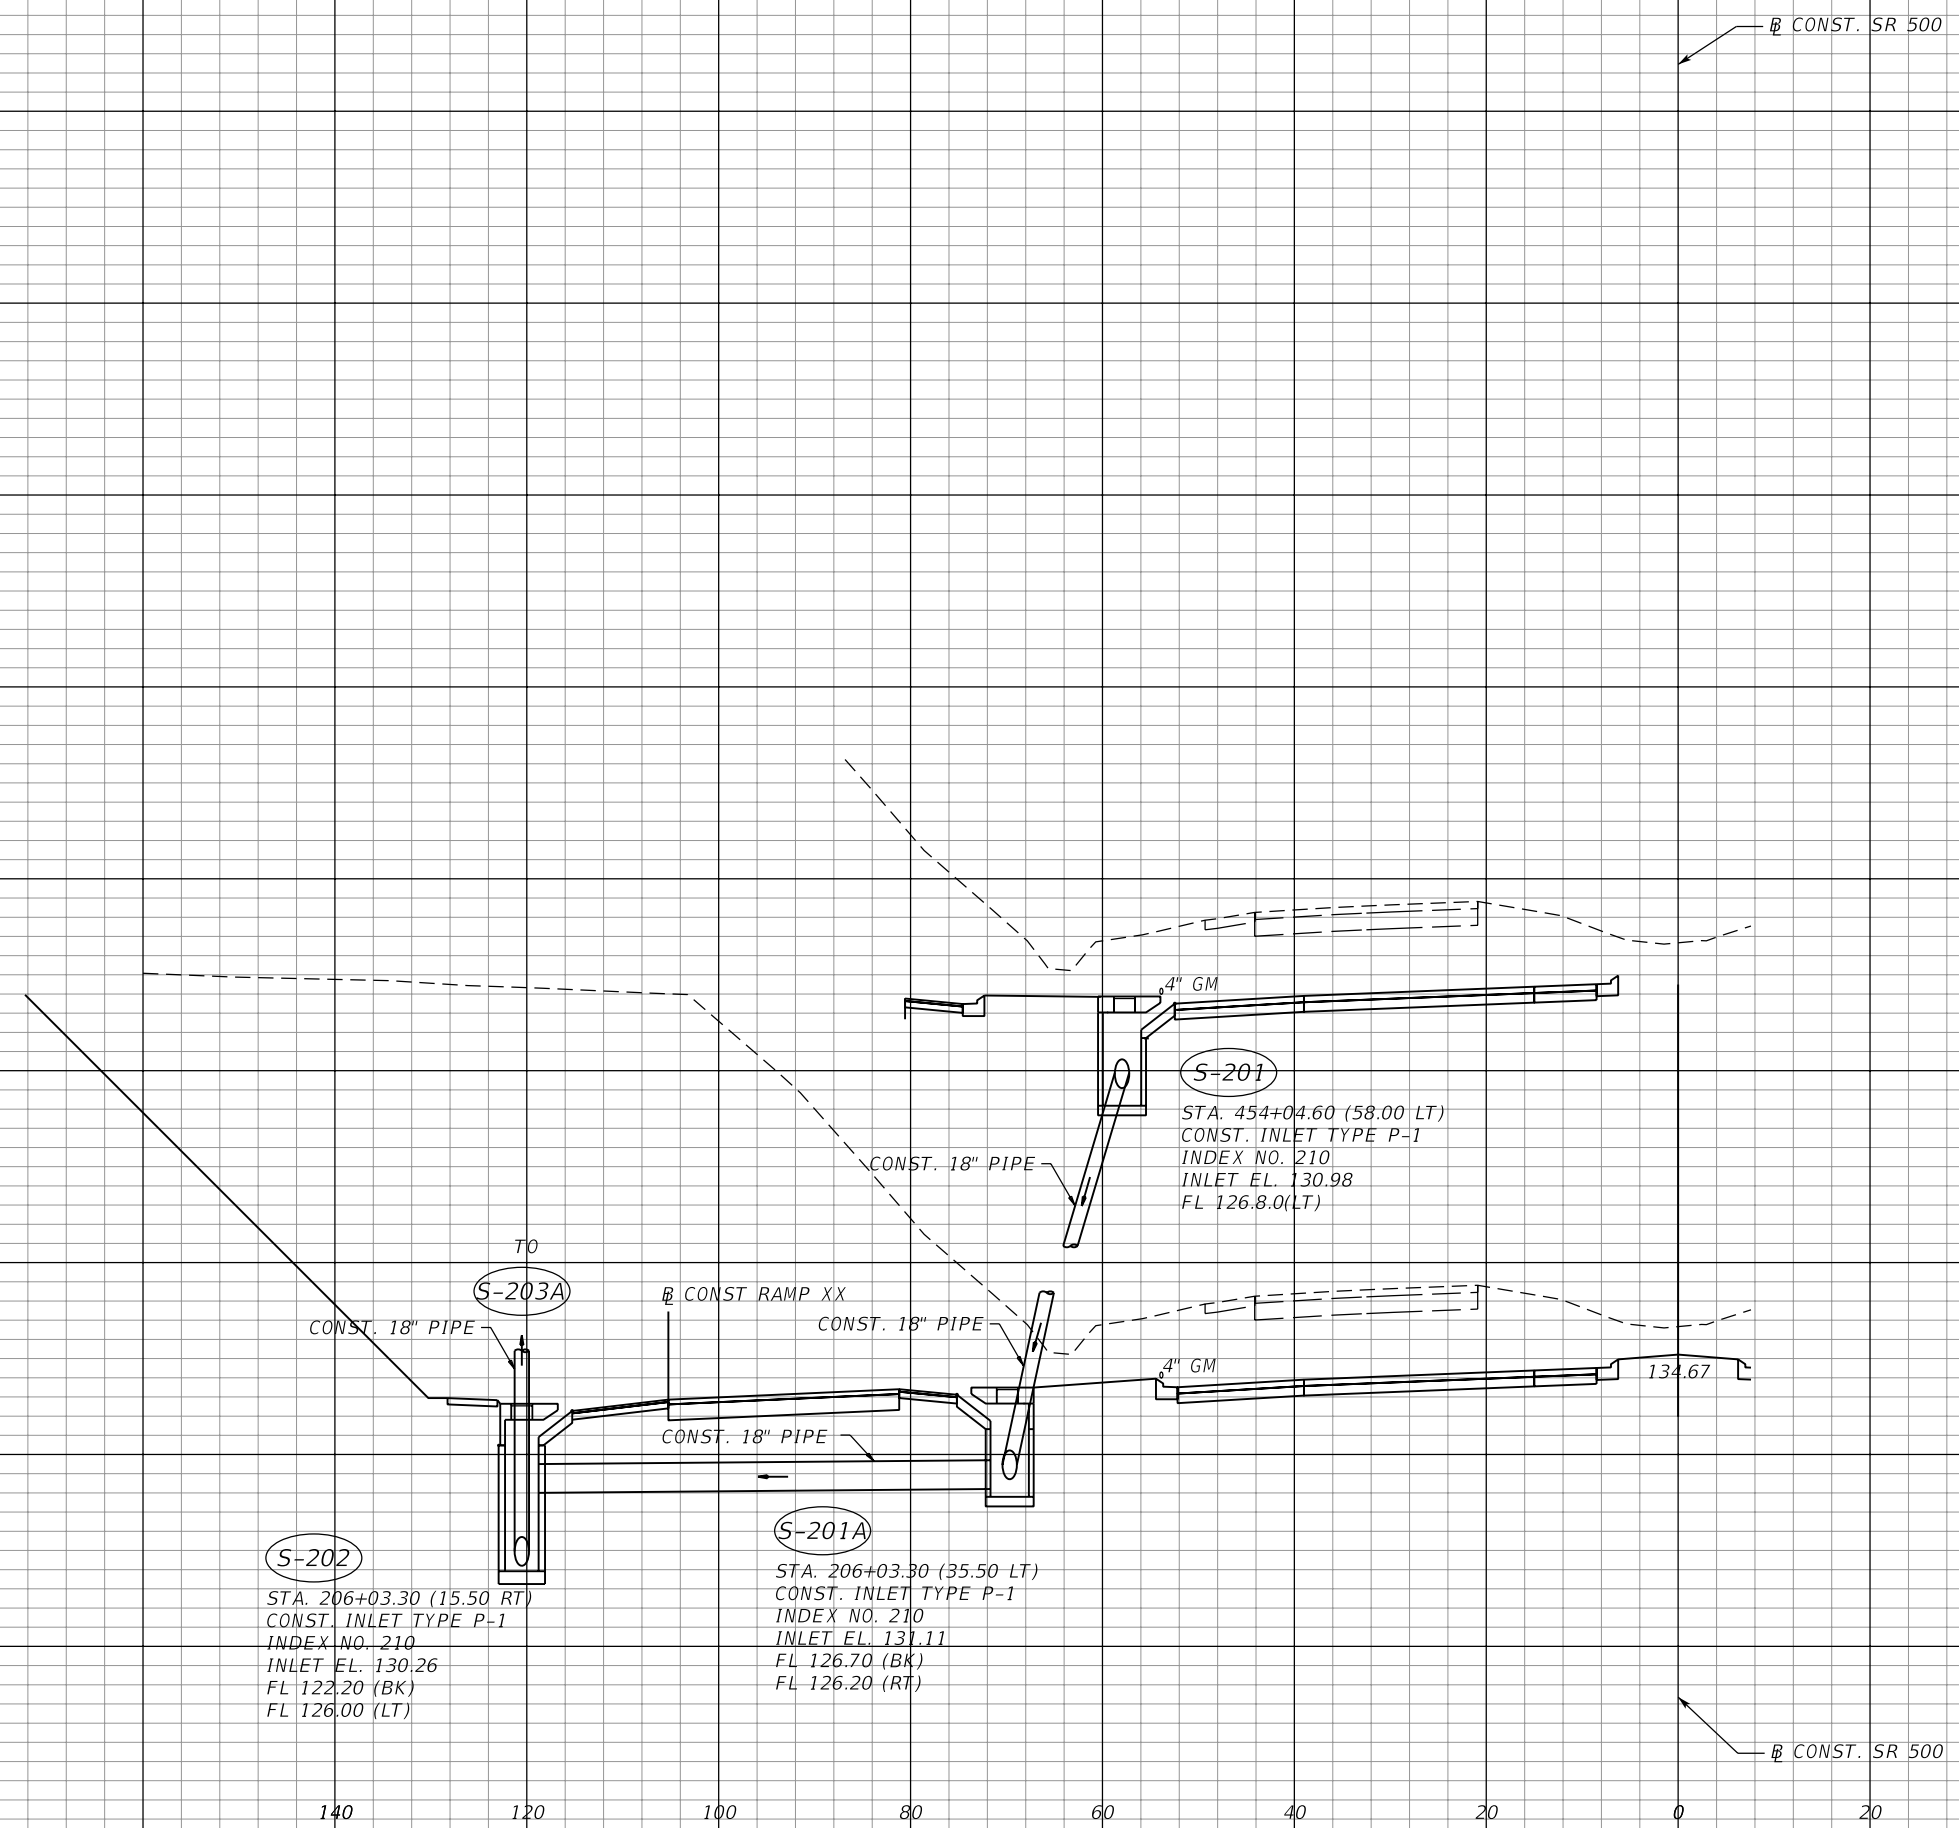 ⅊ CONST. SR 500
4" GM
S-201
STA. 454+04.60 (58.00 LT)
CONST. INLET TYPE P-1
INDEX NO. 210
INLET EL. 130.98
FL 126.8.0(LT)
CONST. 18" PIPE
TO
S-203A
CONST. 18" PIPE
⅊ CONST RAMP XX
CONST. 18" PIPE
4" GM
134.67
CONST. 18" PIPE
S-202
STA. 206+03.30 (15.50 RT)
CONST. INLET TYPE P-1
INDEX NO. 210
INLET EL. 130.26
FL 122.20 (BK)
FL 126.00 (LT)
S-201A
STA. 206+03.30 (35.50 LT)
CONST. INLET TYPE P-1
INDEX NO. 210
INLET EL. 131.11
FL 126.70 (BK)
FL 126.20 (RT)
⅊ CONST. SR 500
140 120 100 80 60 40 20 0 20